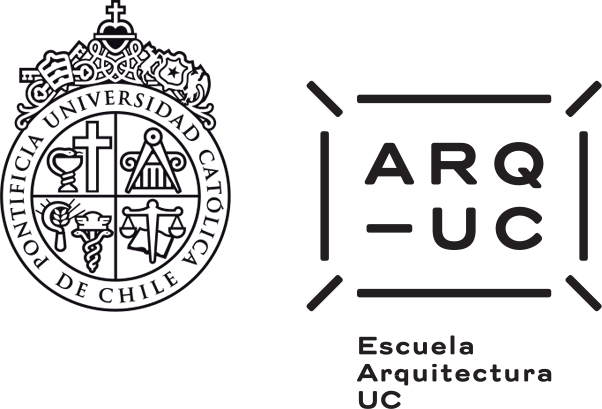 PONTIFICIA UNIVERSIDAD CATÓLICA
DE CHILE
ARQ
—UC
Escuela
Arquitectura
UC